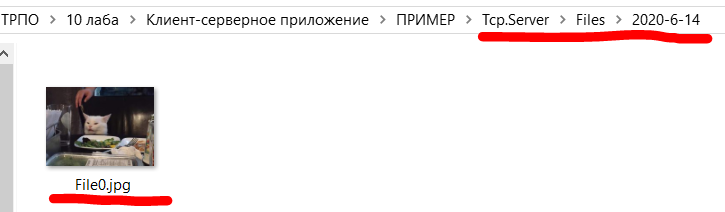 ТРПО > 10 лаба > Клиент-серверное приложение > ПРИМЕР > Tcp.Server > Files > 2020-6-14
File0.jpg